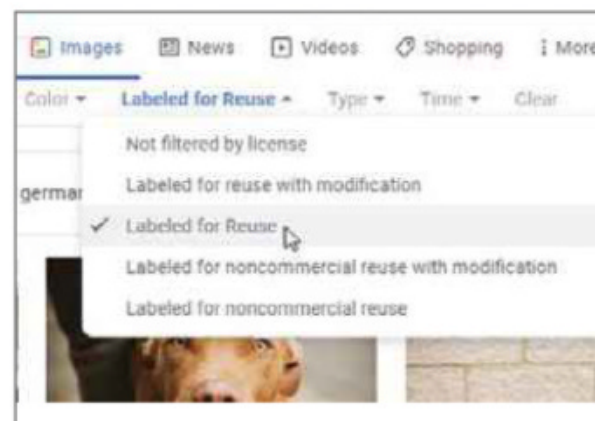 Images News Videos Shopping More
Color Labeled for Reuse Type Time Clear
Not filtered by license
germar
Labeled for reuse with modification
Labeled for Reuse
Labeled for noncommercial reuse with modification
Labeled for noncommercial reuse